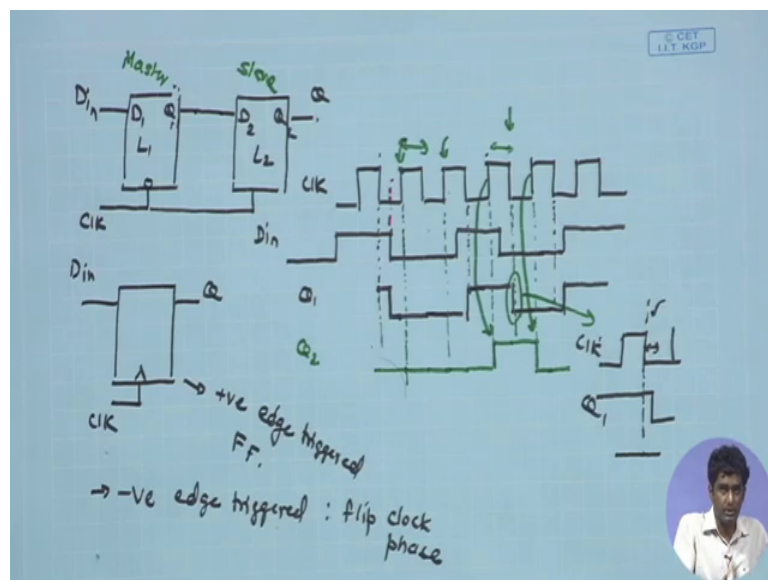 © CET
I.I.T. KGP
Master
Slave
Din
D1
Q1
L1
D2
Q2
L2
Q
CLK
CLK
Din
Q1
Q2
Din
Q
CLK
→ +ve edge triggered
FF.
CLK
Q1
→ -ve edge triggered : flip clock
phase